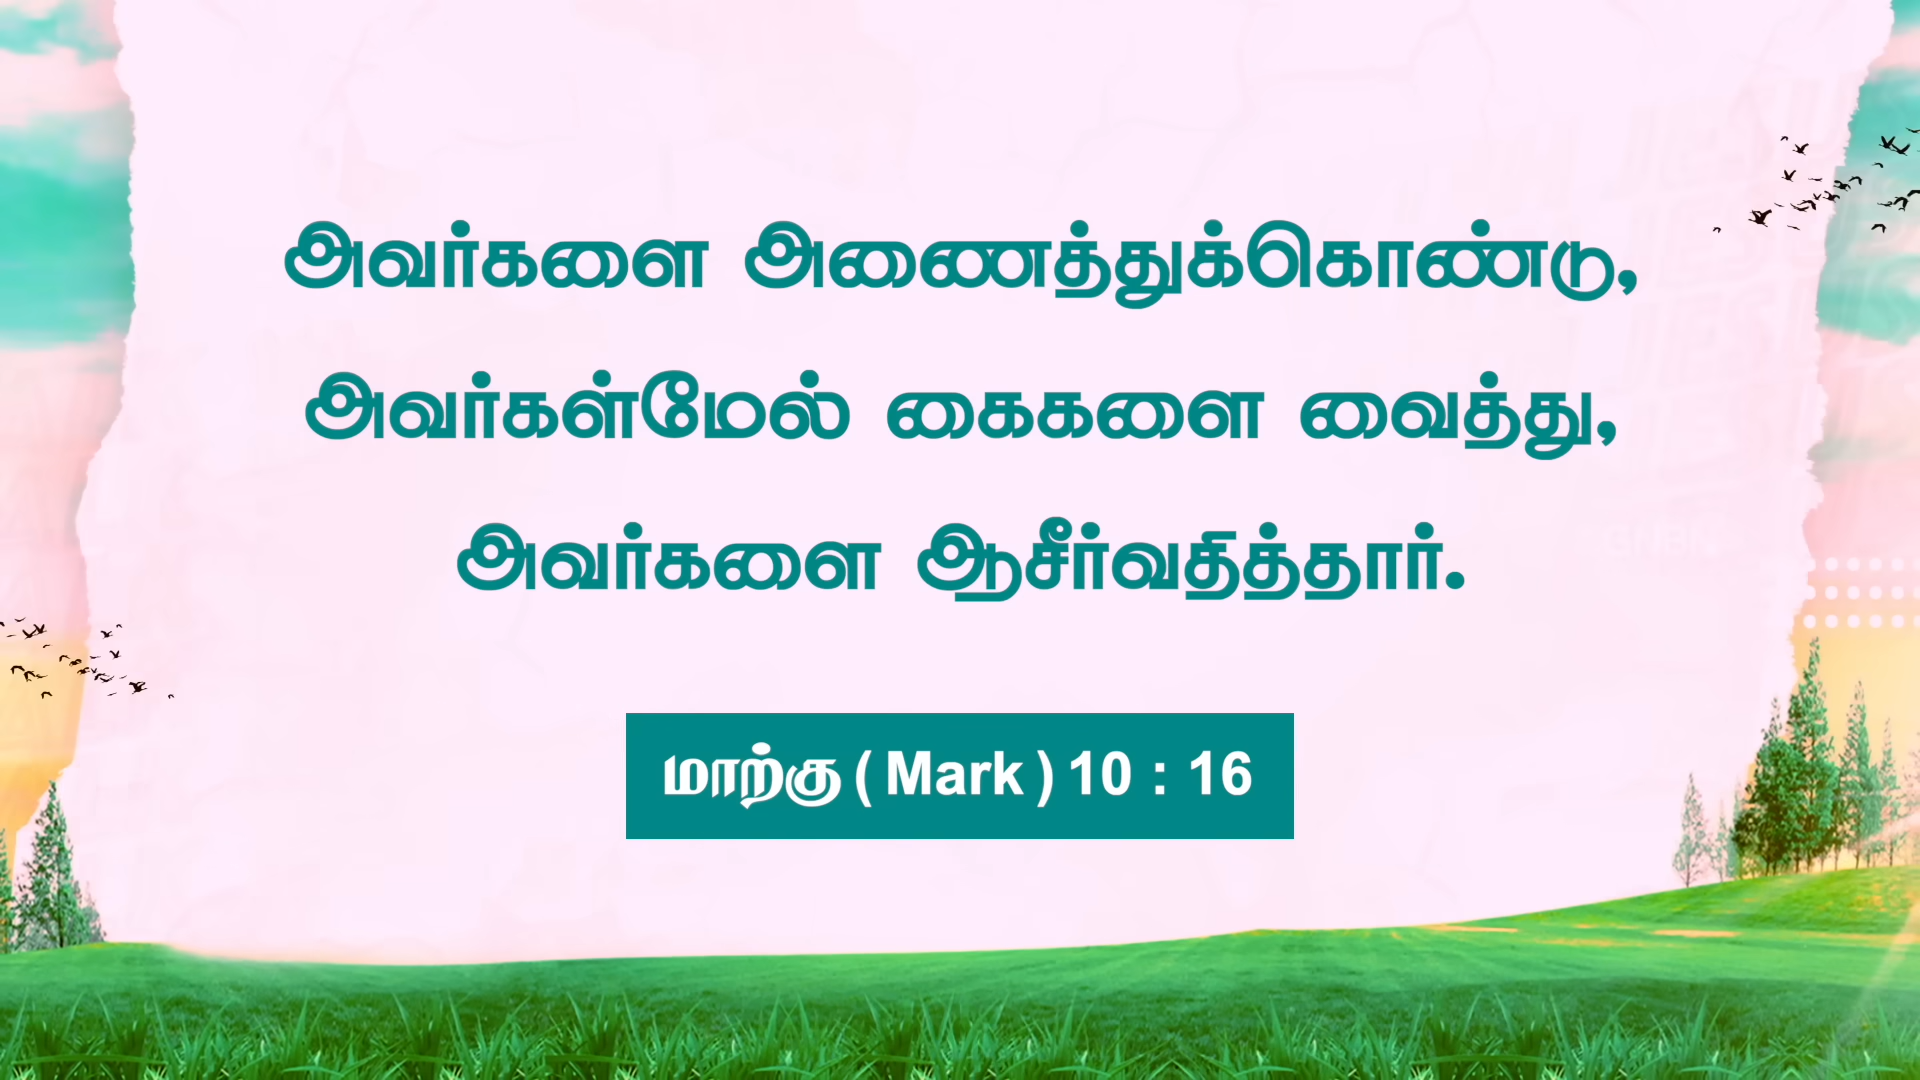 அவர்களை அணைத்துக்கொண்டு,
அவர்கள்மேல் கைகளை வைத்து,
அவர்களை ஆசீர்வதித்தார்.
மாற்கு ( Mark ) 10 : 16